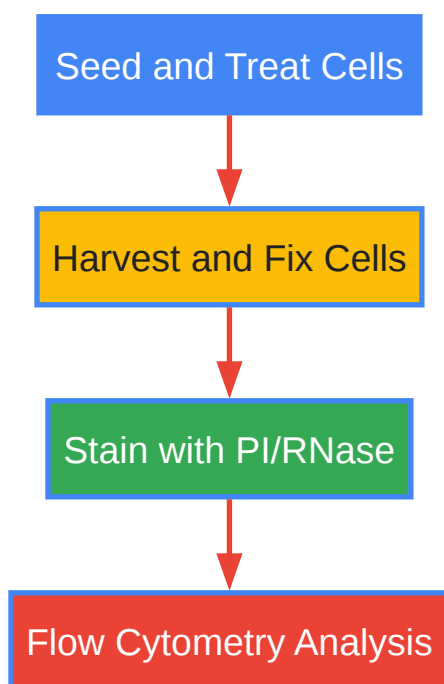 Seed and Treat Cells
Harvest and Fix Cells
Stain with PI/RNase
Flow Cytometry Analysis